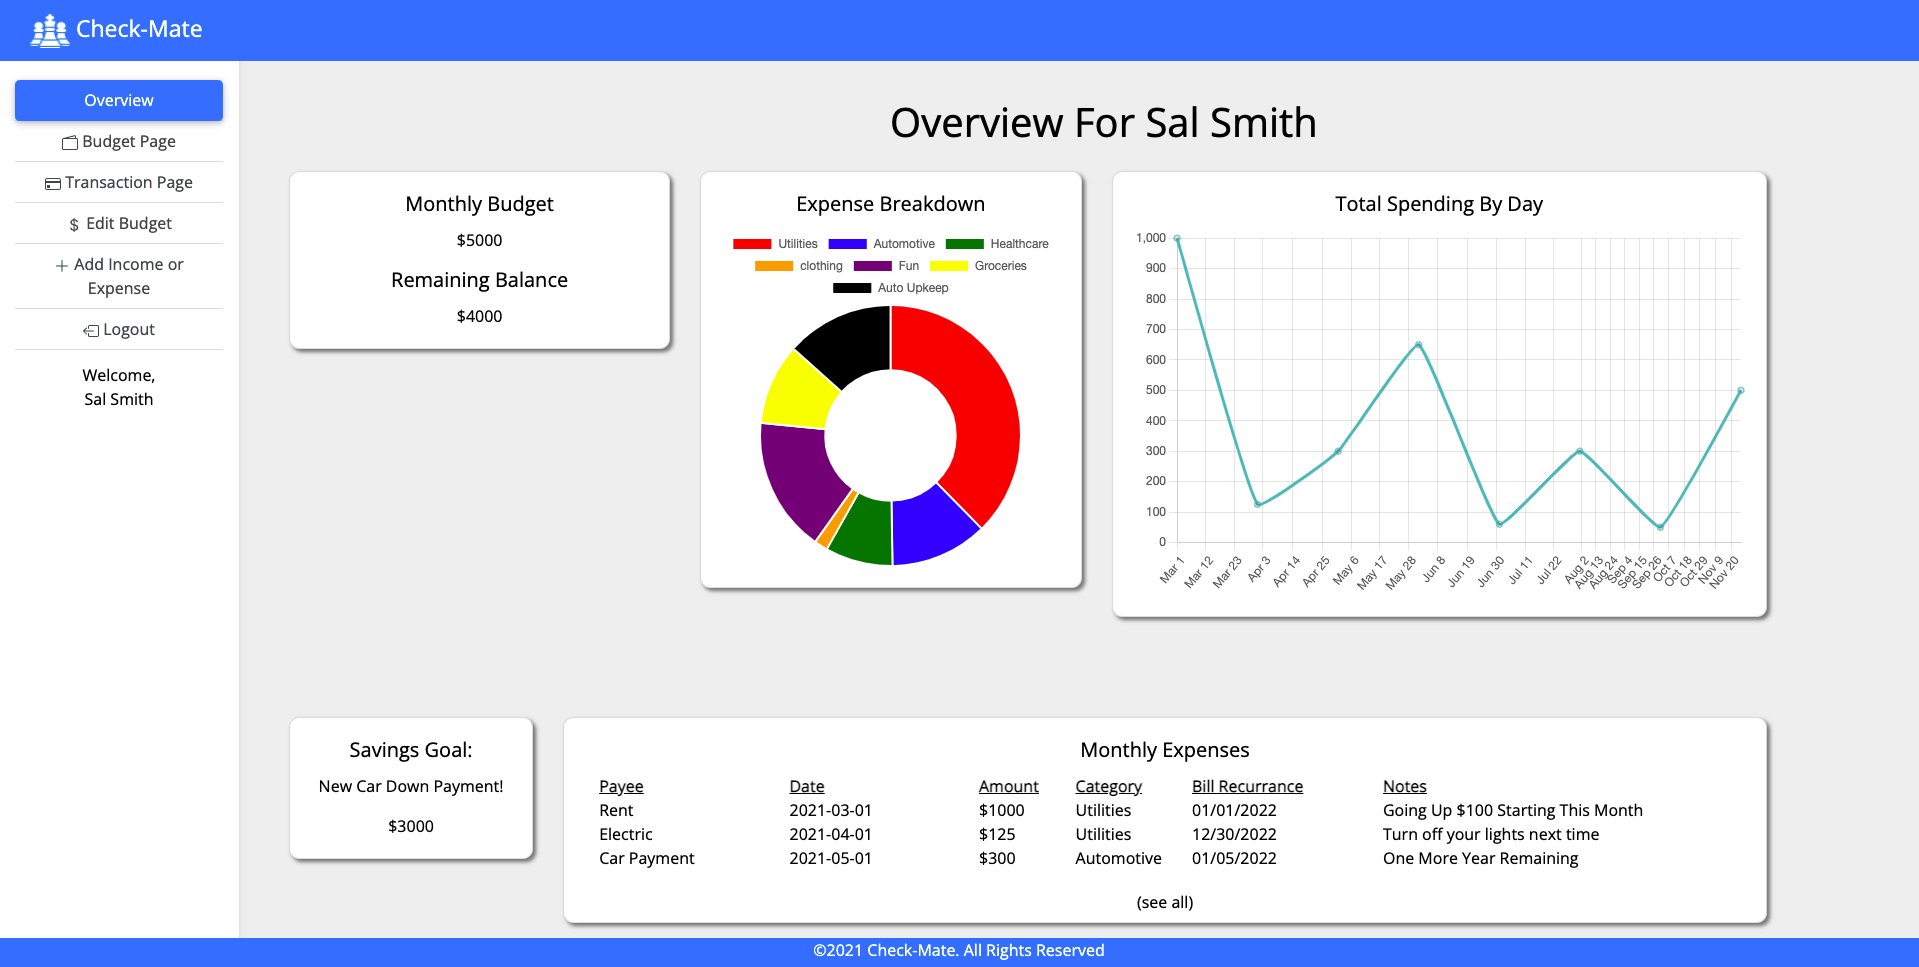 Check-Mate
Overview
Budget Page
Transaction Page
$ Edit Budget
Add Income or
Expense
Logout
Welcome,
Sal Smith
Overview For Sal Smith
Monthly Budget
$5000
Remaining Balance
$4000
Expense Breakdown
Utilities Automotive Healthcare
clothing Fun Groceries
Auto Upkeep
Total Spending By Day
1,000
900
800
700
600
500
400
300
200
100
0
Mar 1 Mar 12 Mar 23 Apr 3 Apr 14 Apr 25 May 6 May 17 May 28 Jun 8 Jun 19 Jun 30 Jul 11 Jul 22 Aug 2 Aug 13 Aug 24 Sep 4 Sep 15 Sep 26 Oct 7 Oct 18 Oct 29 Nov 9 Nov 20
Savings Goal:
New Car Down Payment!
$3000
Monthly Expenses
Payee Date Amount Category Bill Recurrance Notes
Rent 2021-03-01 $1000 Utilities 01/01/2022 Going Up $100 Starting This Month
Electric 2021-04-01 $125 Utilities 12/30/2022 Turn off your lights next time
Car Payment 2021-05-01 $300 Automotive 01/05/2022 One More Year Remaining
(see all)
©2021 Check-Mate. All Rights Reserved